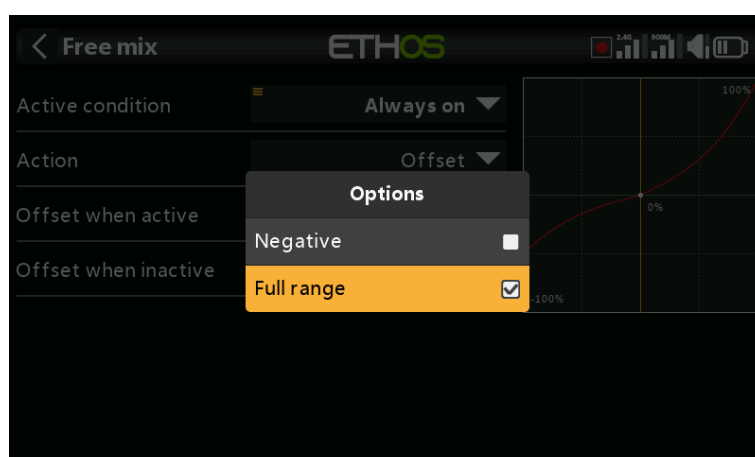 Free mix
ETHOS
2.4G
900M
Active condition
Always on
100%
Action
Offset
Options
0%
Offset when active
Negative
Offset when inactive
Full range
-100%